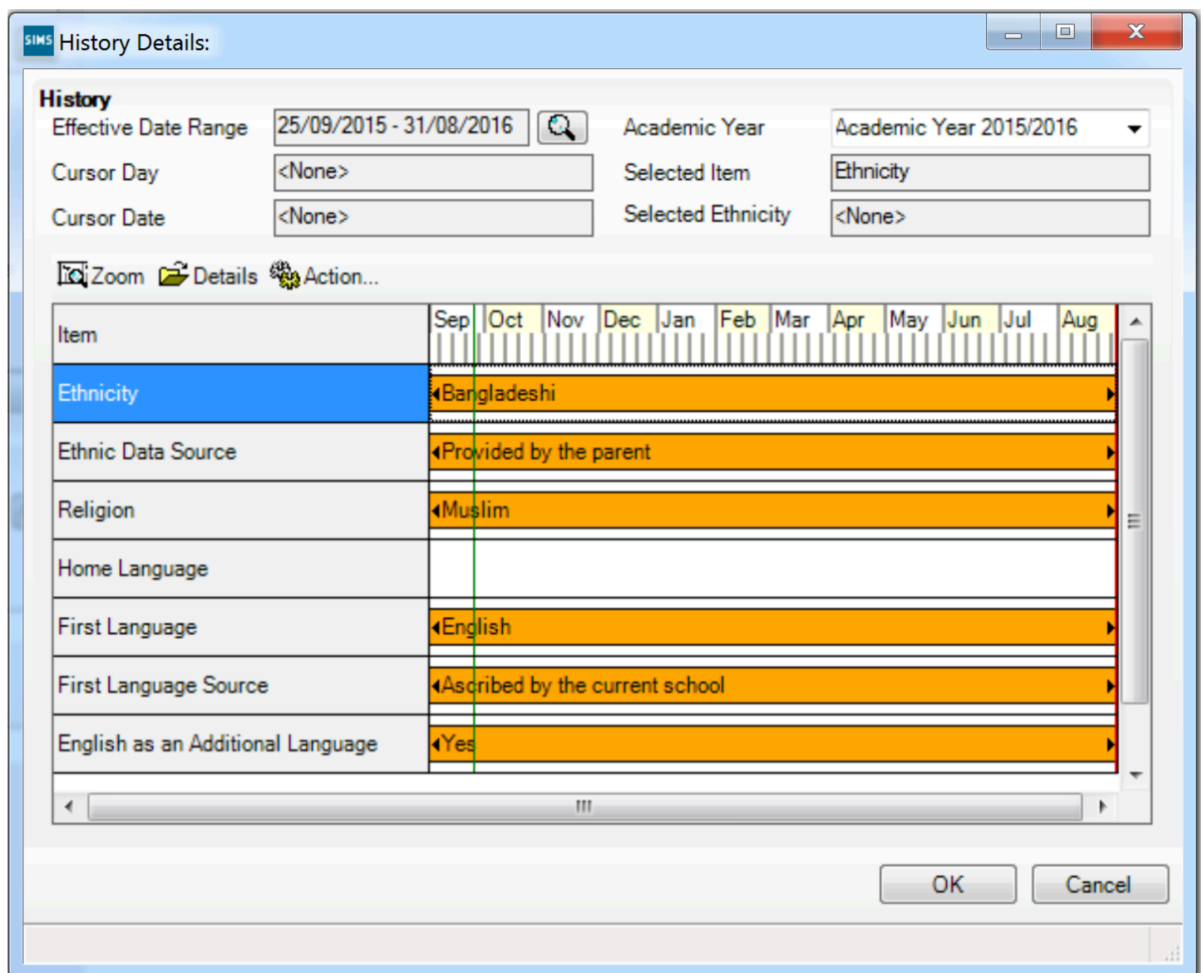 SIMS History Details:
History
Effective Date Range 25/09/2015 - 31/08/2016 Academic Year Academic Year 2015/2016
Cursor Day <None> Selected Item Ethnicity
Cursor Date <None> Selected Ethnicity <None>
Zoom Details Action...
Item Sep Oct Nov Dec Jan Feb Mar Apr May Jun Jul Aug
Ethnicity Bangladeshi
Ethnic Data Source Provided by the parent
Religion Muslim
Home Language
First Language English
First Language Source Ascribed by the current school
English as an Additional Language Yes
OK Cancel